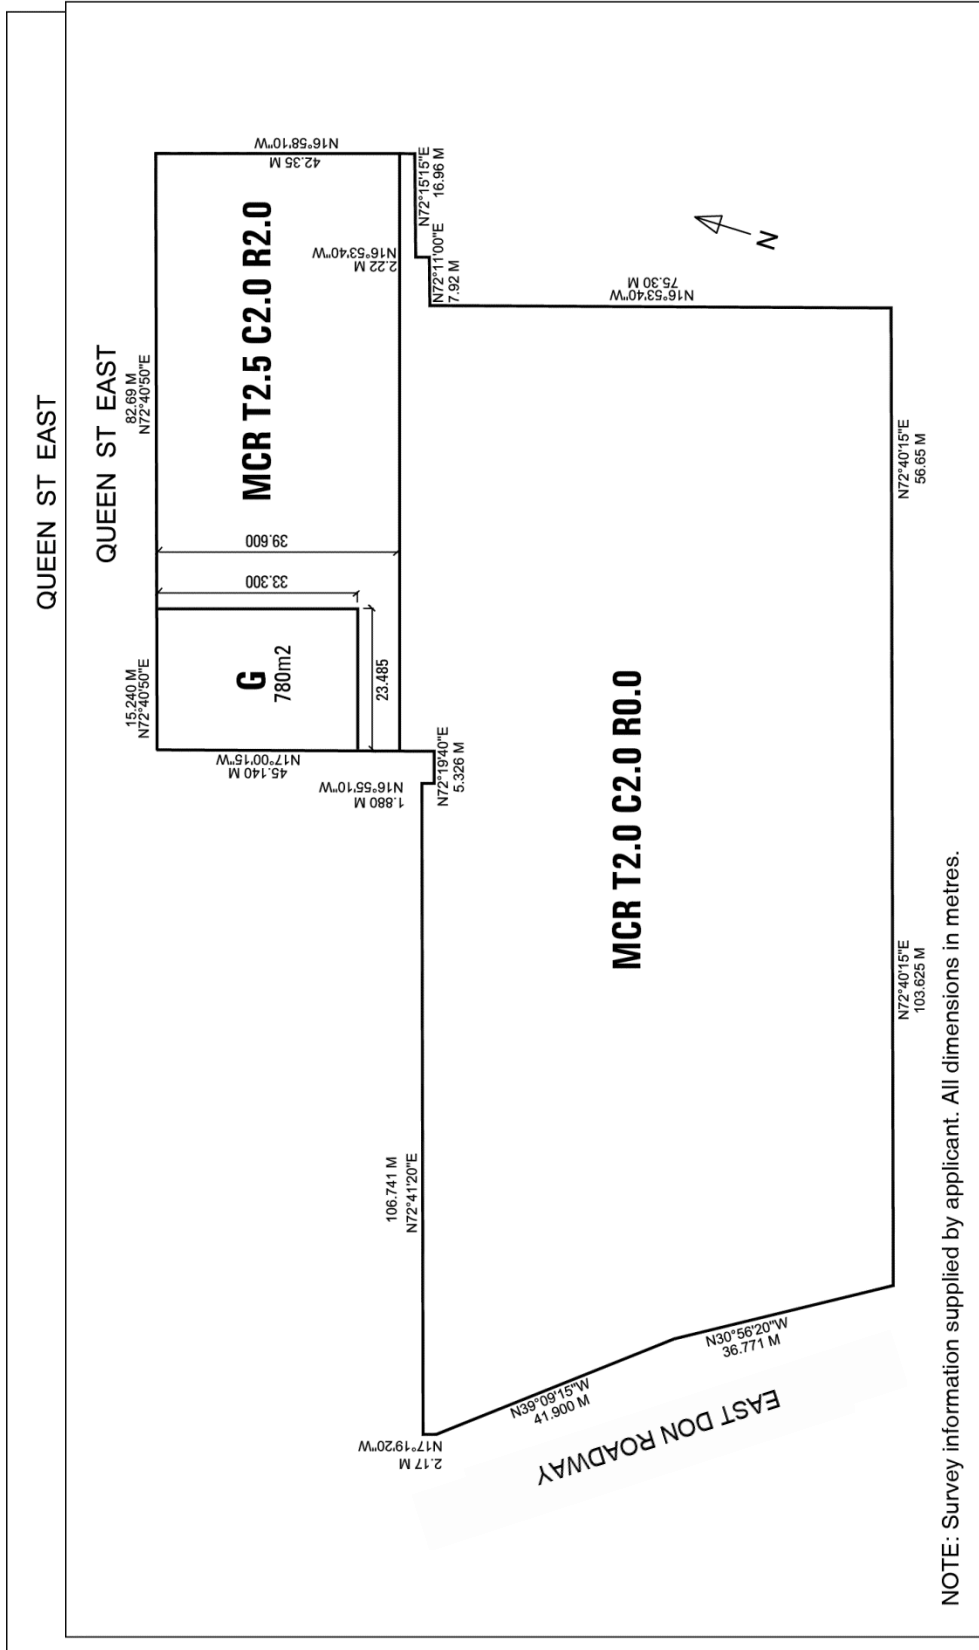 QUEEN ST EAST
QUEEN ST EAST
15.240 M
N72°40'50"E
82.69 M
N72°40'50"E
G
780m2
33.300
39.600
23.485
MCR T2.5 C2.0 R2.0
N16°58'10"W
42.35 M
N17°00'15"W
45.140 M
N16°55'10"W
1.880 M
N72°19'40"E
5.326 M
N16°53'40"W
2.22 M
N72°11'00"E
7.92 M
N72°15'15"E
16.96 M
106.741 M
N72°41'20"E
N17°19'20"W
2.17 M
N39°09'15"W
41.900 M
N30°56'20"W
36.771 M
EAST DON ROADWAY
MCR T2.0 C2.0 R0.0
N16°53'40"W
75.30 M
N
N72°40'15"E
103.625 M
N72°40'15"E
56.65 M
NOTE: Survey information supplied by applicant. All dimensions in metres.